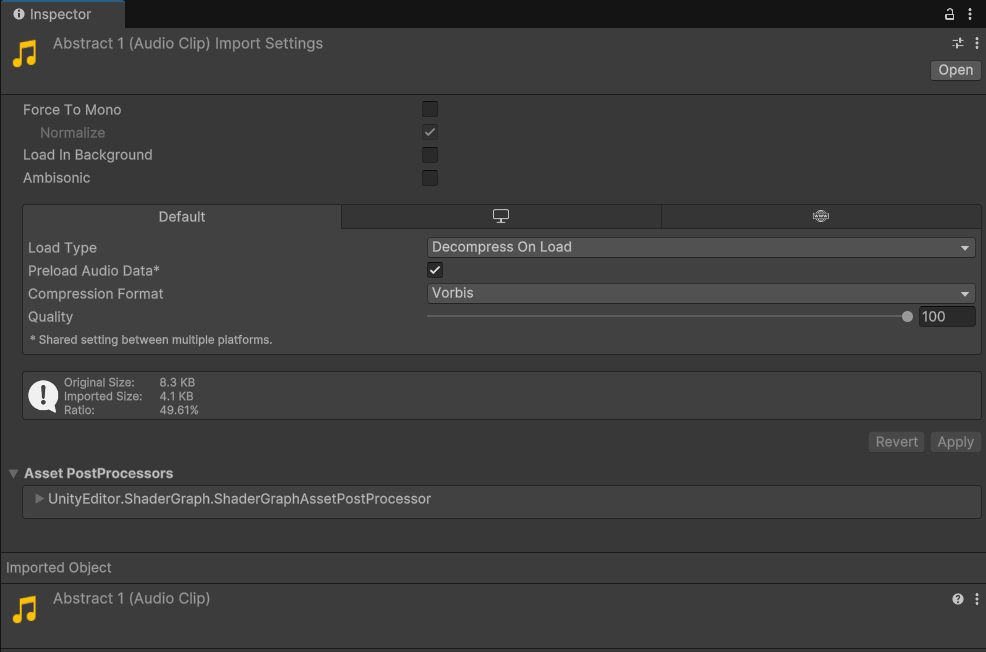 Inspector
Abstract 1 (Audio Clip) Import Settings
Open
Force To Mono
Normalize
Load In Background
Ambisonic
Default
Load Type Decompress On Load
Preload Audio Data*
Compression Format Vorbis
Quality 100
* Shared setting between multiple platforms.
Original Size: 8.3 KB
Imported Size: 4.1 KB
Ratio: 49.61%
Revert Apply
Asset PostProcessors
UnityEditor.ShaderGraph.ShaderGraphAssetPostProcessor
Imported Object
Abstract 1 (Audio Clip)